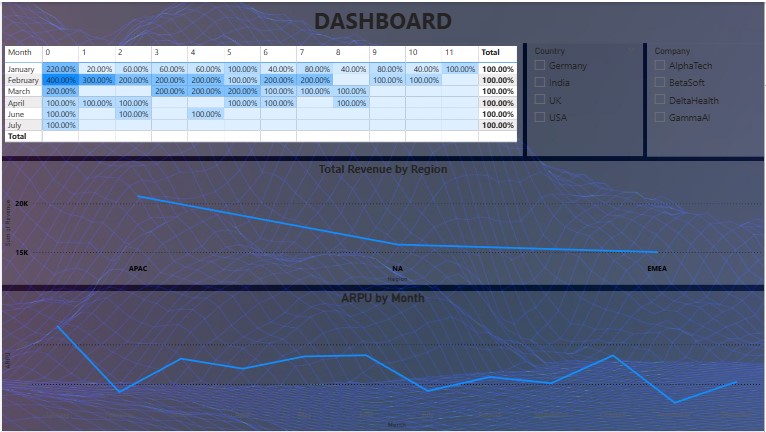 DASHBOARD
Month 0 1 2 3 4 5 6 7 8 9 10 11 Total
January 220.00% 20.00% 60.00% 60.00% 60.00% 100.00% 40.00% 80.00% 40.00% 80.00% 40.00% 100.00% 100.00%
February 400.00% 300.00% 200.00% 200.00% 200.00% 100.00% 200.00% 200.00% 100.00% 100.00% 100.00%
March 200.00% 200.00% 200.00% 200.00% 100.00% 100.00% 100.00% 100.00%
April 100.00% 100.00% 100.00% 100.00% 100.00% 100.00% 100.00%
June 100.00% 100.00% 100.00% 100.00%
July 100.00% 100.00%
Total
Country
Germany
India
UK
USA
Company
AlphaTech
BetaSoft
DeltaHealth
GammaAI
Total Revenue by Region
Sum of Revenue
20K
15K
APAC NA EMEA
Region
ARPU by Month
ARPU
Month